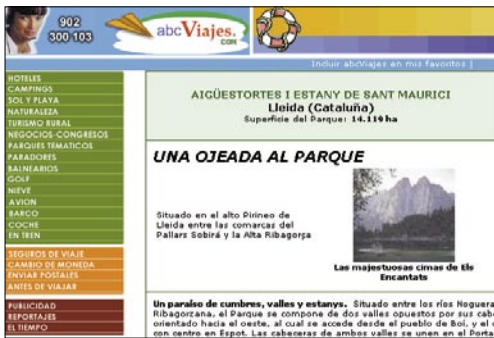 902
300 103
abcViajes.
COM
Incluir abcViajes en mis favoritos |
HOTELES
CAMPINGS
SOL Y PLAYA
NATURALEZA
TURISMO RURAL
NEGOCIOS-CONGRESOS
PARQUES TEMATICOS
PARADORES
BALNEARIOS
GOLF
NIEVE
AVION
BARCO
COCHE
EN TREN
SEGUROS DE VIAJE
CAMBIO DE MONEDA
ENVIAR POSTALES
ANTES DE VIAJAR
PUBLICIDAD
REPORTAJES
EL TIEMPO
AIGÜESTORTES I ESTANY DE SANT MAURICI
Lleida (Cataluña)
Superficie del Parque: 14.119 ha
UNA OJEADA AL PARQUE
Situado en el alto Pirineo de
Lleida entre las comarcas del
Pallars Sobirá y la Alta Ribagorça
Las majestuosas cimas de Els
Encantats
Un paraíso de cumbres, valles y estanys. Situado entre los ríos Noguera
Ribagorzana, el Parque se compone de dos valles opuestos por sus
orientado hacia el oeste, al cual se accede desde el pueblo de Boí, y el
con centro en Espot. Las cabeceras de ambos valles se unen en el